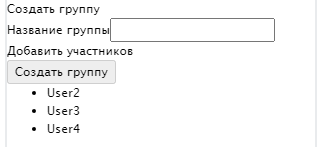 Создать группу
Название группы
Добавить участников
Создать группу
User2
User3
User4